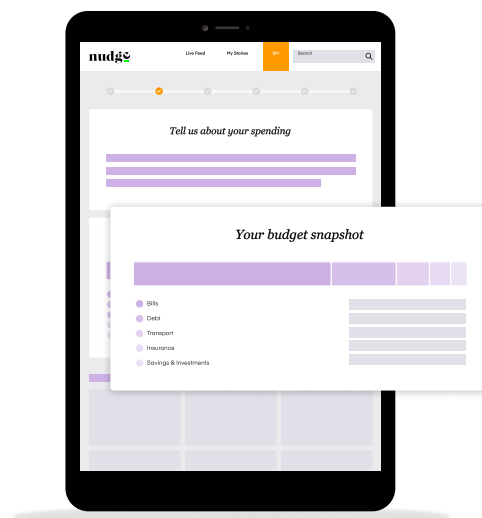 nudge
Live Feed
My Stories
Search
Tell us about your spending
Your budget snapshot
Bills
Debt
Transport
Insurance
Savings & Investments